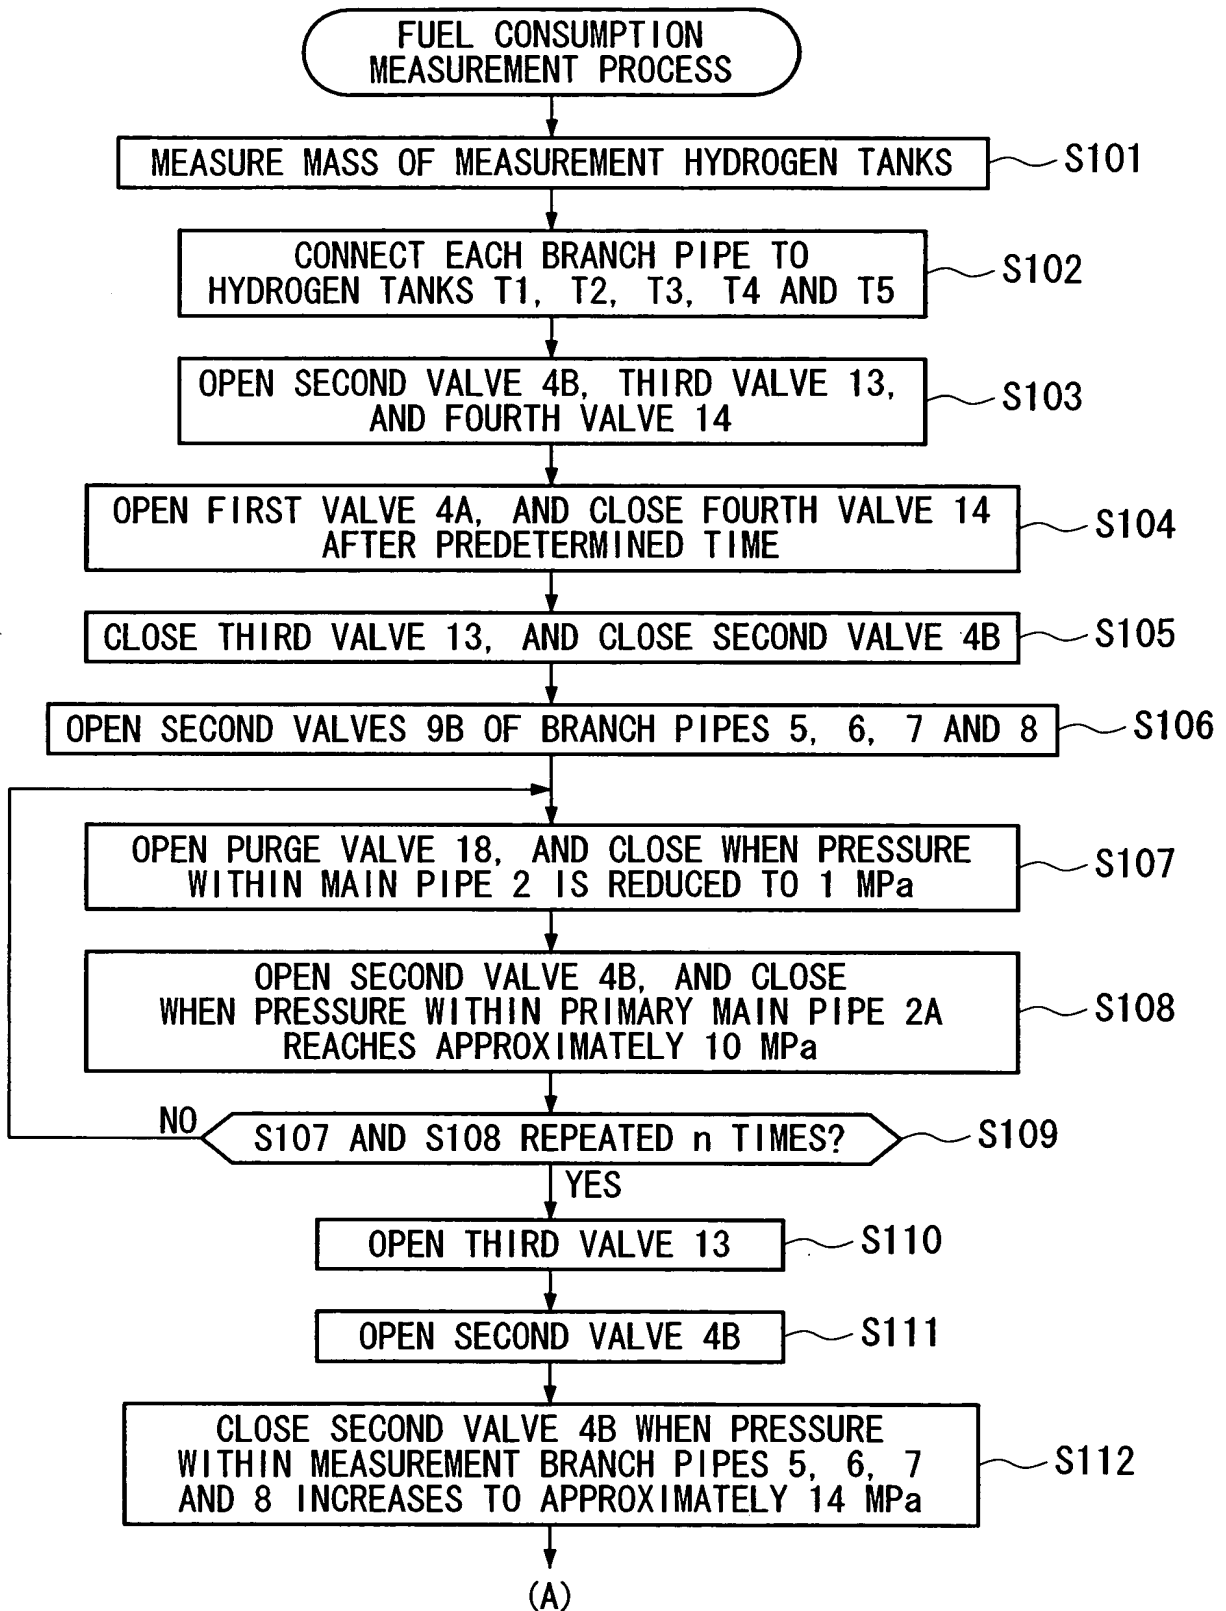 FUEL CONSUMPTION
MEASUREMENT PROCESS
MEASURE MASS OF MEASUREMENT HYDROGEN TANKS
S101
CONNECT EACH BRANCH PIPE TO
HYDROGEN TANKS T1, T2, T3, T4 AND T5
S102
OPEN SECOND VALVE 4B, THIRD VALVE 13,
AND FOURTH VALVE 14
S103
OPEN FIRST VALVE 4A, AND CLOSE FOURTH VALVE 14
AFTER PREDETERMINED TIME
S104
CLOSE THIRD VALVE 13, AND CLOSE SECOND VALVE 4B
S105
OPEN SECOND VALVES 9B OF BRANCH PIPES 5, 6, 7 AND 8
S106
OPEN PURGE VALVE 18, AND CLOSE WHEN PRESSURE
WITHIN MAIN PIPE 2 IS REDUCED TO 1 MPa
S107
OPEN SECOND VALVE 4B, AND CLOSE
WHEN PRESSURE WITHIN PRIMARY MAIN PIPE 2A
REACHES APPROXIMATELY 10 MPa
S108
NO
S107 AND S108 REPEATED n TIMES?
S109
YES
OPEN THIRD VALVE 13
S110
OPEN SECOND VALVE 4B
S111
CLOSE SECOND VALVE 4B WHEN PRESSURE
WITHIN MEASUREMENT BRANCH PIPES 5, 6, 7
AND 8 INCREASES TO APPROXIMATELY 14 MPa
S112
(A)